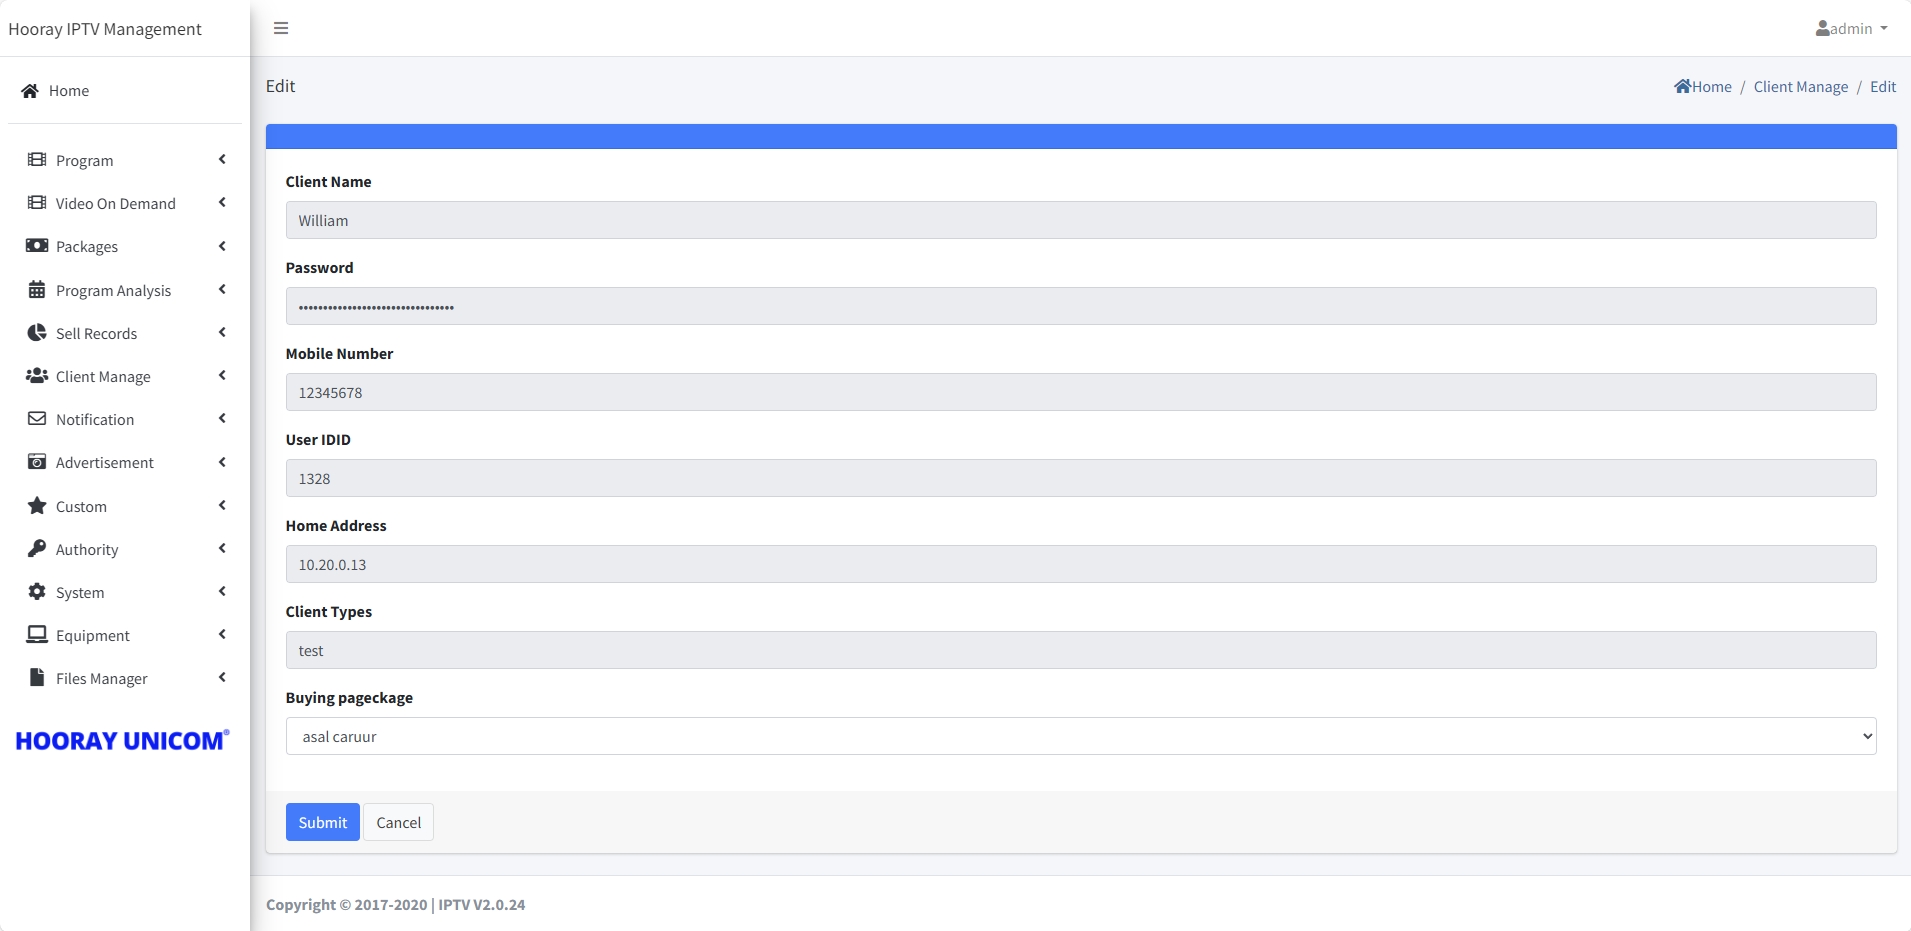 Hooray IPTV Management
admin
Home
Program
Video On Demand
Packages
Program Analysis
Sell Records
Client Manage
Notification
Advertisement
Custom
Authority
System
Equipment
Files Manager
HOORAY UNICOM®
Edit
Home / Client Manage / Edit
Client Name
William
Password
••••••••••••••••••••••••••••••••
Mobile Number
12345678
User IDID
1328
Home Address
10.20.0.13
Client Types
test
Buying pageckage
asal caruur
Submit Cancel
Copyright © 2017-2020 | IPTV V2.0.24